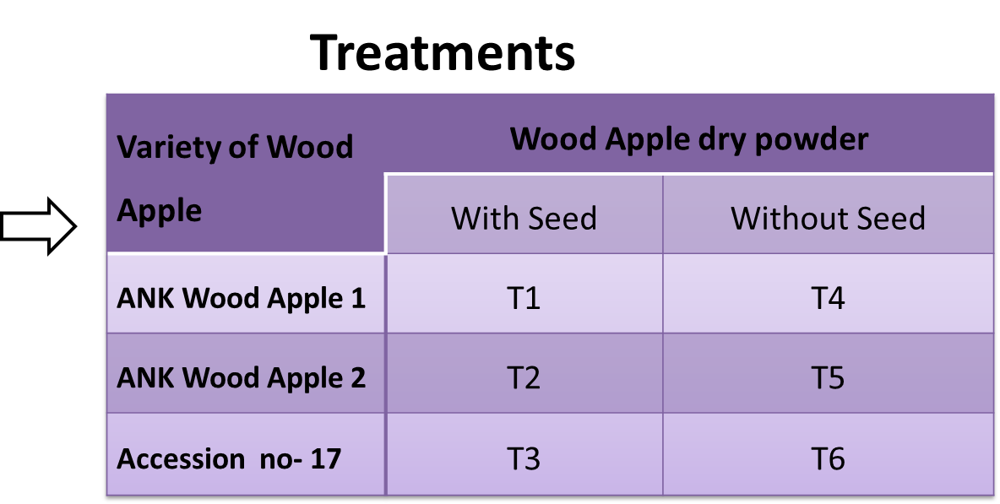 Treatments
Variety of Wood
Apple
Wood Apple dry powder
With Seed
Without Seed
ANK Wood Apple 1
T1
T4
ANK Wood Apple 2
T2
T5
Accession  no- 17
T3
T6